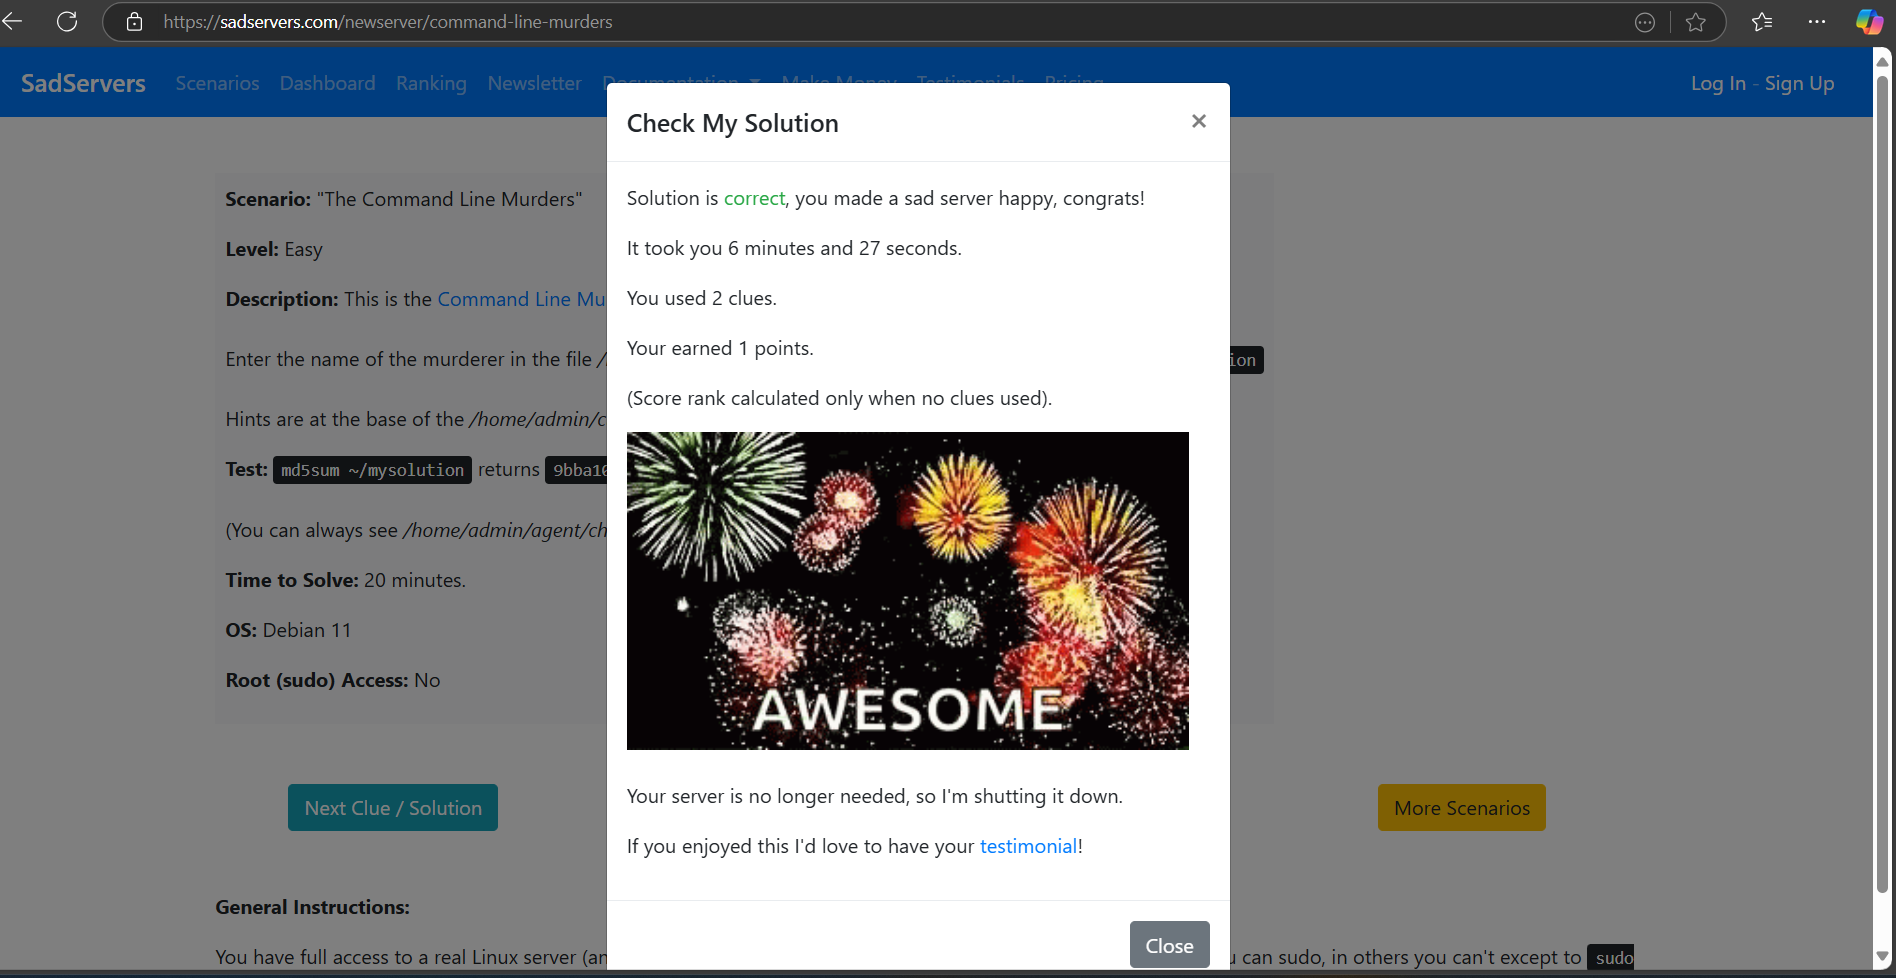 https://sadservers.com/newserver/command-line-murders
SadServers Scenarios Dashboard Ranking Newsletter Documentation Make Money Testimonials Pricing Log In - Sign Up
Check My Solution
×
Scenario: "The Command Line Murders"
Level: Easy
Description: This is the Command Line Mu
Enter the name of the murderer in the file /
ion
Hints are at the base of the /home/admin/c
Test: md5sum ~/mysolution returns 9bba10
(You can always see /home/admin/agent/ch
Time to Solve: 20 minutes.
OS: Debian 11
Root (sudo) Access: No
Solution is correct, you made a sad server happy, congrats!
It took you 6 minutes and 27 seconds.
You used 2 clues.
Your earned 1 points.
(Score rank calculated only when no clues used).
AWESOME
Your server is no longer needed, so I'm shutting it down.
If you enjoyed this I'd love to have your testimonial!
Close
Next Clue / Solution
More Scenarios
General Instructions:
You have full access to a real Linux server (an
u can sudo, in others you can't except to sudo